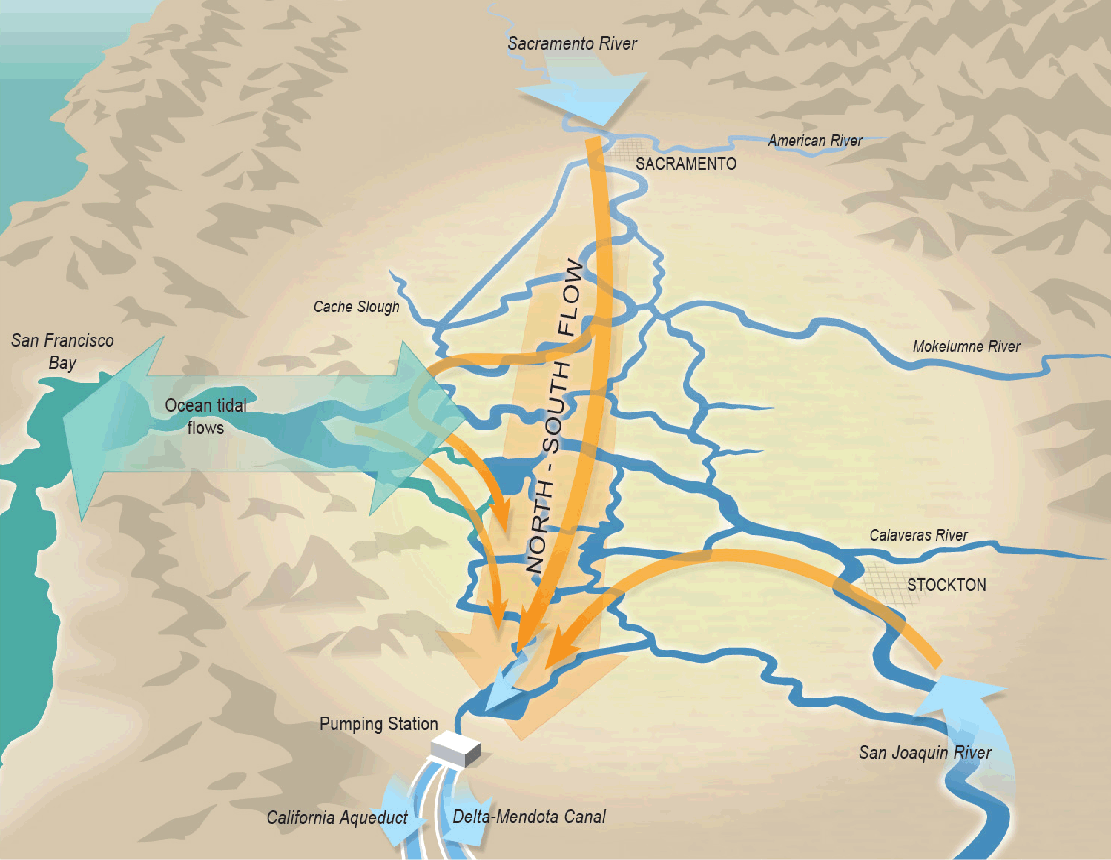 Sacramento River
American River
SACRAMENTO
Cache Slough
San Francisco
Bay
Mokelumne River
Ocean tidal
flows
NORTH - SOUTH FLOW
Calaveras River
STOCKTON
Pumping Station
San Joaquin River
California Aqueduct
Delta-Mendota Canal